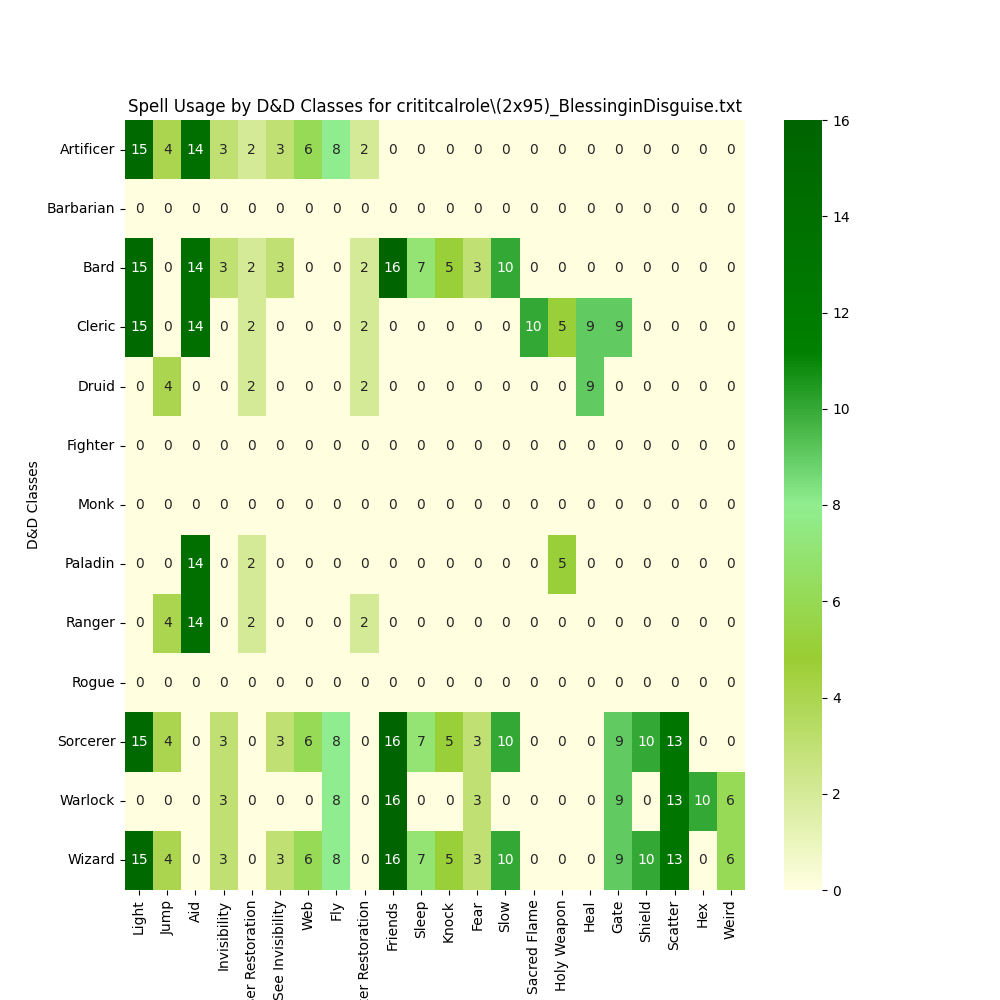 Spell Usage by D&D Classes for crititcalrole\(2x95)_BlessinginDisguise.txt
D&D Classes
Artificer 15 4 14 3 2 3 6 8 2 0 0 0 0 0 0 0 0 0 0 0 0 0
Barbarian 0 0 0 0 0 0 0 0 0 0 0 0 0 0 0 0 0 0 0 0 0 0
Bard 15 0 14 3 2 3 0 0 2 16 7 5 3 10 0 0 0 0 0 0 0 0
Cleric 15 0 14 0 2 0 0 0 2 0 0 0 0 0 10 5 9 9 0 0 0 0
Druid 0 4 0 0 2 0 0 0 2 0 0 0 0 0 0 0 9 0 0 0 0 0
Fighter 0 0 0 0 0 0 0 0 0 0 0 0 0 0 0 0 0 0 0 0 0 0
Monk 0 0 0 0 0 0 0 0 0 0 0 0 0 0 0 0 0 0 0 0 0 0
Paladin 0 0 14 0 2 0 0 0 0 0 0 0 0 0 0 5 0 0 0 0 0 0
Ranger 0 4 14 0 2 0 0 0 2 0 0 0 0 0 0 0 0 0 0 0 0 0
Rogue 0 0 0 0 0 0 0 0 0 0 0 0 0 0 0 0 0 0 0 0 0 0
Sorcerer 15 4 0 3 0 3 6 8 0 16 7 5 3 10 0 0 0 9 10 13 0 0
Warlock 0 0 0 3 0 0 0 8 0 16 0 0 3 0 0 0 0 9 0 13 10 6
Wizard 15 4 0 3 0 3 6 8 0 16 7 5 3 10 0 0 0 9 10 13 0 6
Light
Jump
Aid
Invisibility
er Restoration
See Invisibility
Web
Fly
er Restoration
Friends
Sleep
Knock
Fear
Slow
Sacred Flame
Holy Weapon
Heal
Gate
Shield
Scatter
Hex
Weird
16
14
12
10
8
6
4
2
0